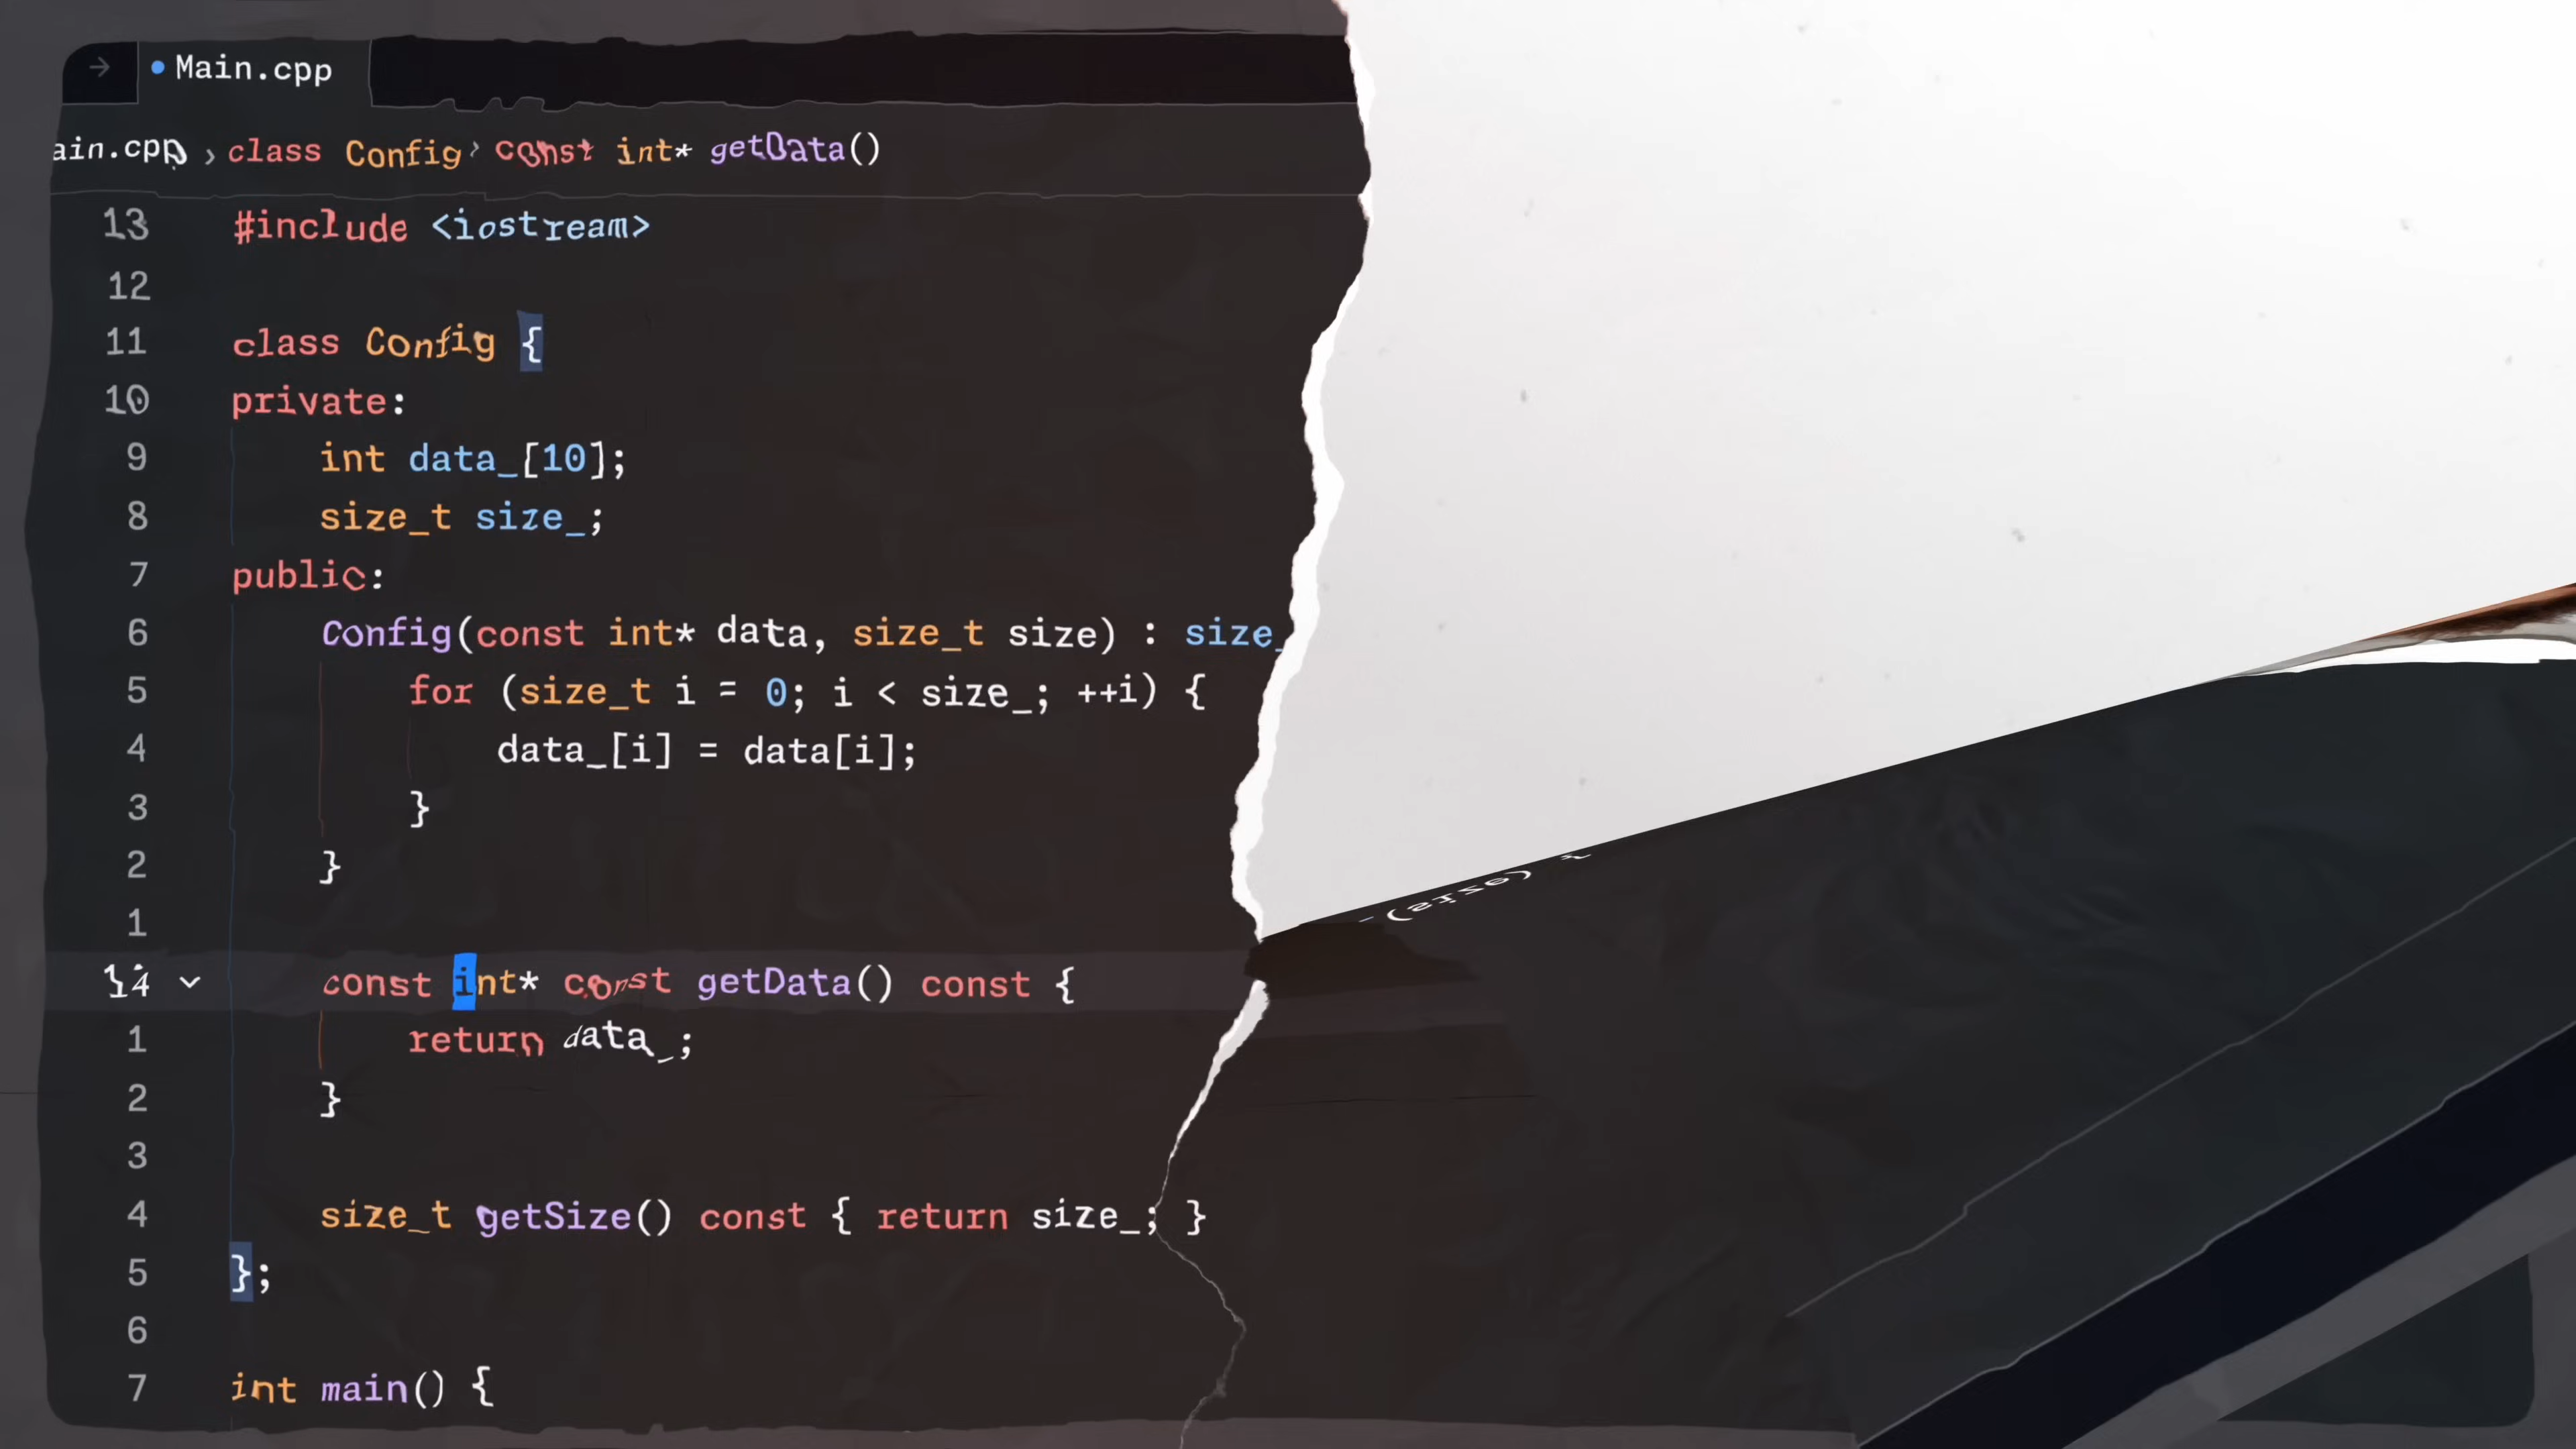 Main.cpp
ain.cpp › class Config › const int* getData()
13 #include <iostream>
12
11 class Config {
10 private:
9 int data_[10];
8 size_t size_;
7 public:
6 Config(const int* data, size_t size) : size_
5 for (size_t i = 0; i < size_; ++i) {
4 data_[i] = data[i];
3 }
2 }
1
14 const int* const getData() const {
1 return data_;
2 }
3
4 size_t getSize() const { return size_; }
5 };
6
7 int main() {
(size) {